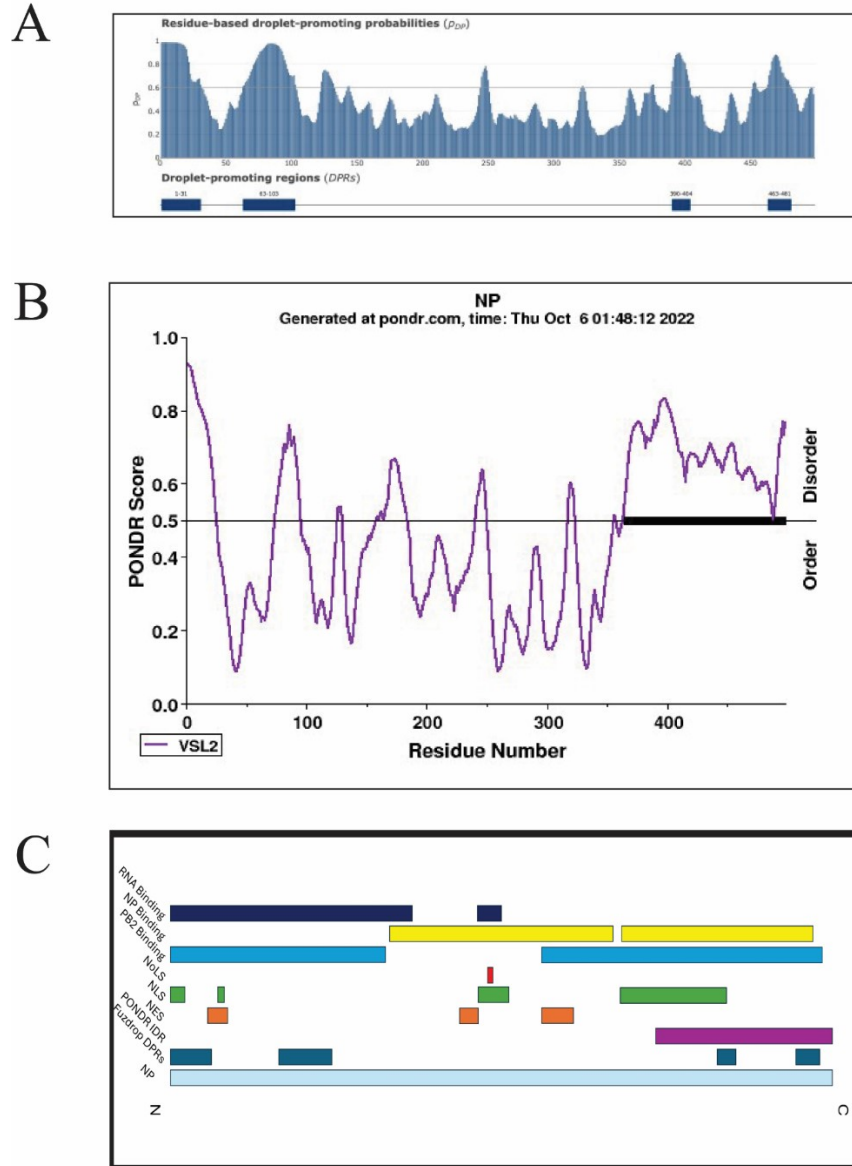 A
Residue-based droplet-promoting probabilities (pDP)
1
0.8
0.6
0.4
0.2
0
pDP
50
100
150
200
250
300
350
400
450
Droplet-promoting regions (DPRs)
1-31
63-103
390-404
463-481
B
NP
Generated at pondr.com, time: Thu Oct 6 01:48:12 2022
1.0
0.8
0.6
0.5
0.4
0.2
0.0
PONDR Score
Disorder
Order
0
100
200
300
400
Residue Number
VSL2
C
RNA Binding
NP Binding
PB2 Binding
NoLS
NLS
NES
PONDR IDR
Fuzdrop DPRs
NP
N
C